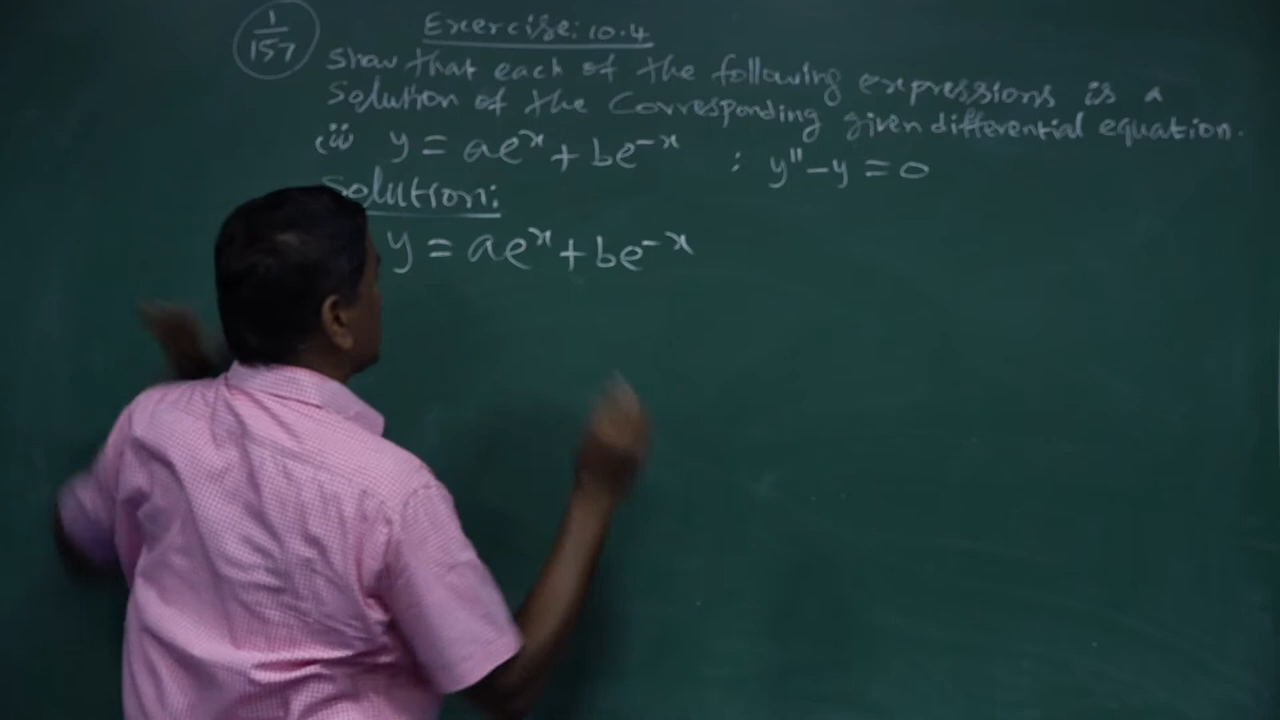 1/157
Exercise: 10.4
Show that each of the following expressions is a
Solution of the Corresponding given differential equation.
(ii) y = ae^x + be^-x ; y'' - y = 0
Solution:
y = ae^x + be^-x